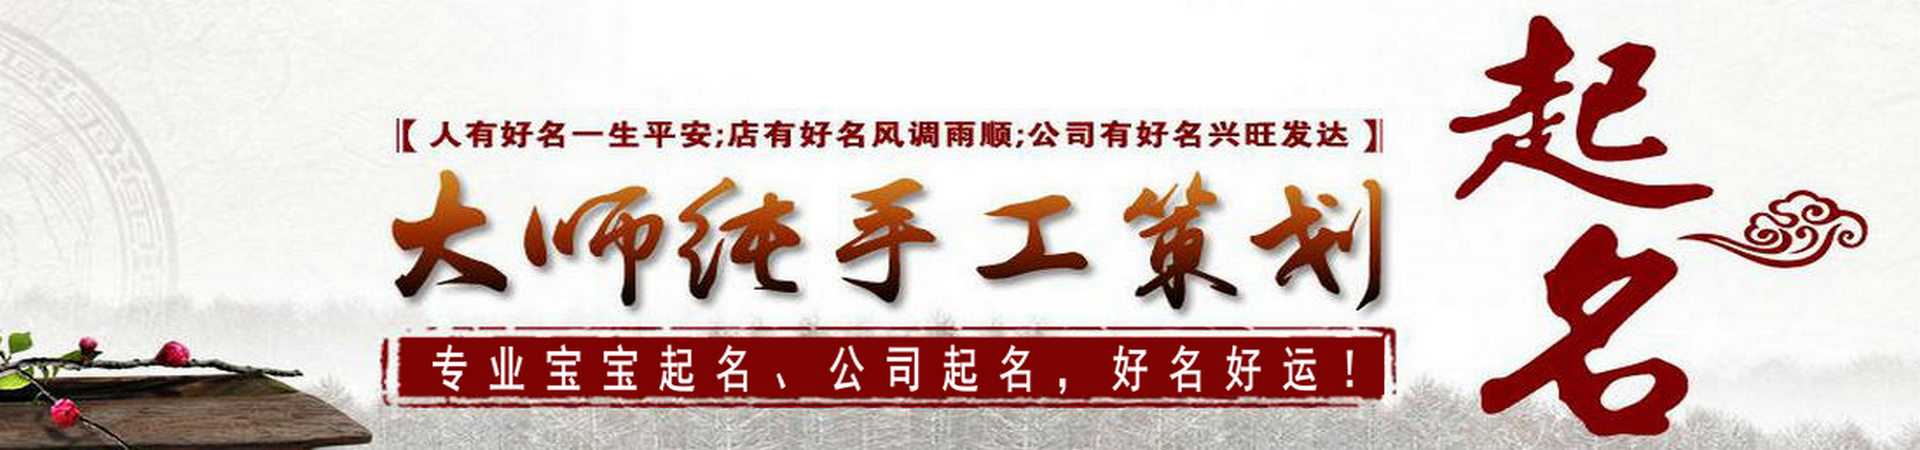 【人有好名一生平安;店有好名风调雨顺;公司有好名兴旺发达】
大师纯手工策划
专业宝宝起名、公司起名，好名好运！
起名